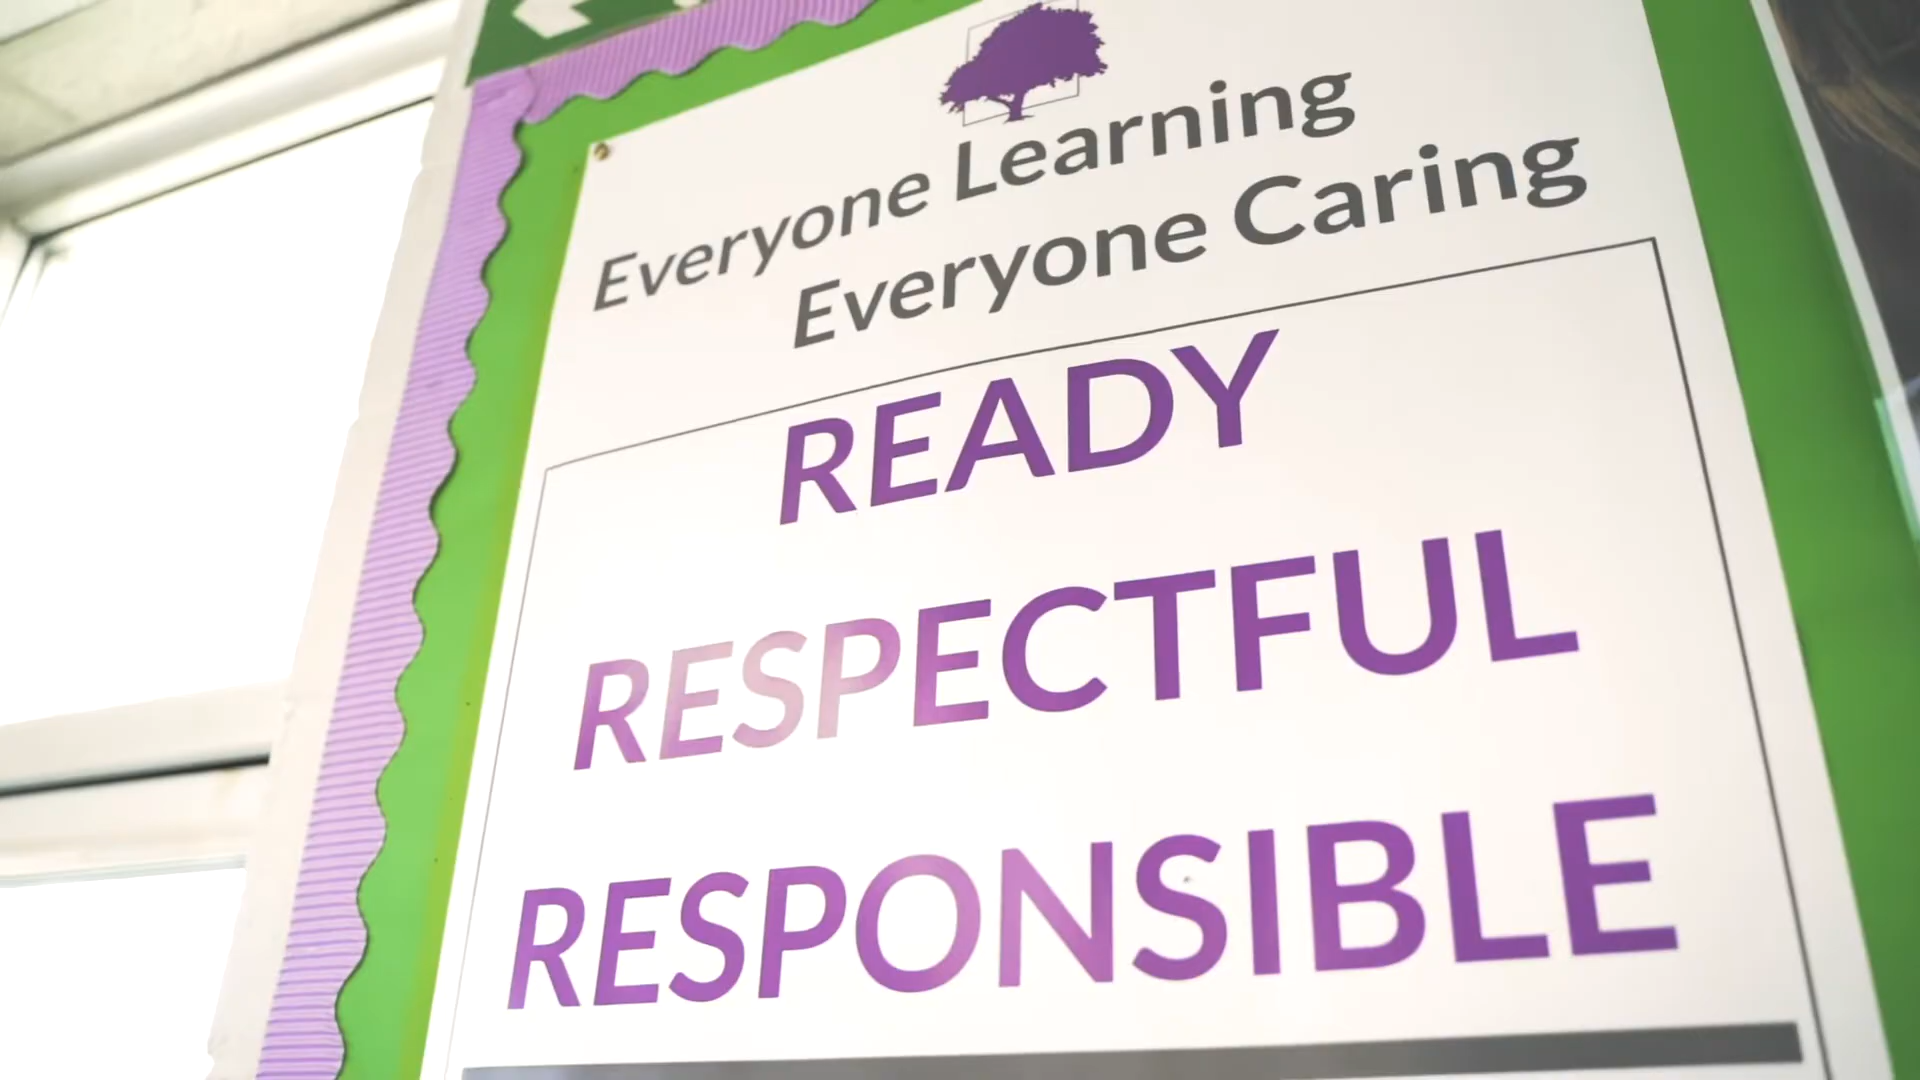 Everyone Learning
Everyone Caring
READY
RESPECTFUL
RESPONSIBLE